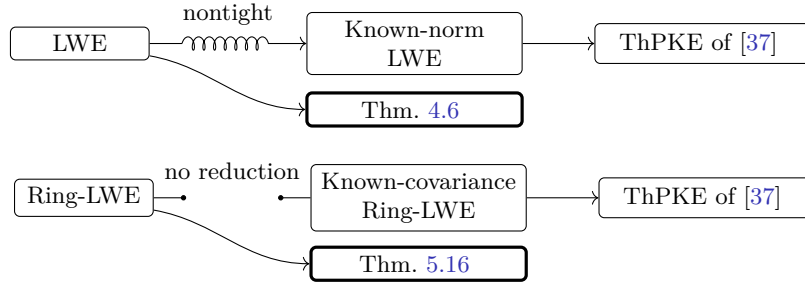 nontight
LWE
Known-norm
LWE
ThPKE of [37]
Thm. 4.6
no reduction
Ring-LWE
Known-covariance
Ring-LWE
ThPKE of [37]
Thm. 5.16